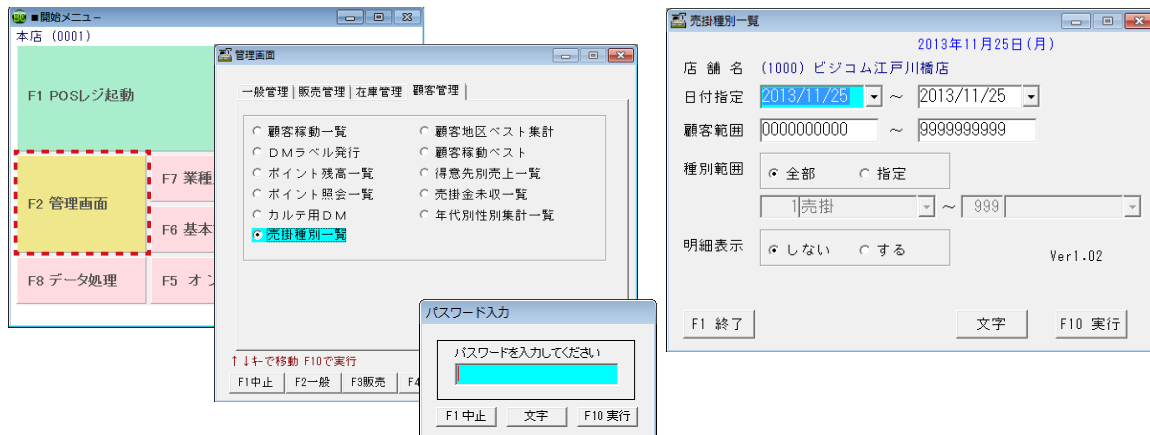 ■開始メニュー
本店 (0001)
F1 POSレジ起動
F2 管理画面
F7 業種
F6 基本
F8 データ処理
F5 オン
管理画面
一般管理 販売管理 在庫管理 顧客管理
顧客稼動一覧 顧客地区ベスト集計
DMラベル発行 顧客稼動ベスト
ポイント残高一覧 得意先別売上一覧
ポイント照会一覧 売掛金未収一覧
カルテ用DM 年代別性別集計一覧
売掛種別一覧
↑↓キーで移動 F10で実行
F1中止 F2一般 F3販売 F4
パスワード入力
パスワードを入力してください
F1 中止 文字 F10 実行
売掛種別一覧
2013年11月25日(月)
店舗名 (1000) ビジコム江戸川橋店
日付指定 2013/11/25 ～ 2013/11/25
顧客範囲 0000000000 ～ 9999999999
種別範囲 全部 指定
1 売掛 ～ 999
明細表示 しない する
Ver1.02
F1 終了 文字 F10 実行